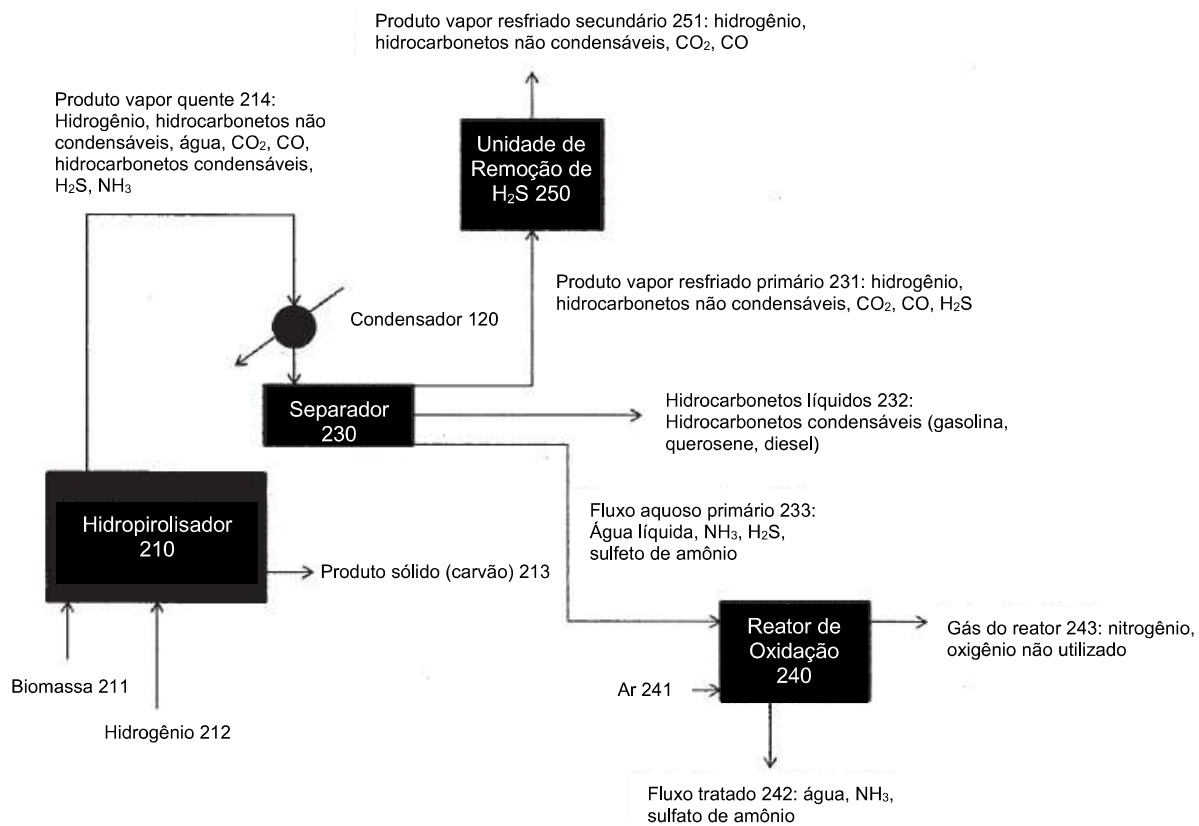 Produto vapor resfriado secundário 251: hidrogênio,
hidrocarbonetos não condensáveis, CO₂, CO
Produto vapor quente 214:
Hidrogênio, hidrocarbonetos não
condensáveis, água, CO₂, CO,
hidrocarbonetos condensáveis,
H₂S, NH₃
Unidade de
Remoção de
H₂S 250
Produto vapor resfriado primário 231: hidrogênio,
hidrocarbonetos não condensáveis, CO₂, CO, H₂S
Condensador 120
Separador
230
Hidrocarbonetos líquidos 232:
Hidrocarbonetos condensáveis (gasolina,
querosene, diesel)
Hidropirolisador
210
Fluxo aquoso primário 233:
Água líquida, NH₃, H₂S,
sulfeto de amônio
Produto sólido (carvão) 213
Reator de
Oxidação
240
Gás do reator 243: nitrogênio,
oxigênio não utilizado
Biomassa 211
Ar 241
Hidrogênio 212
Fluxo tratado 242: água, NH₃,
sulfato de amônio